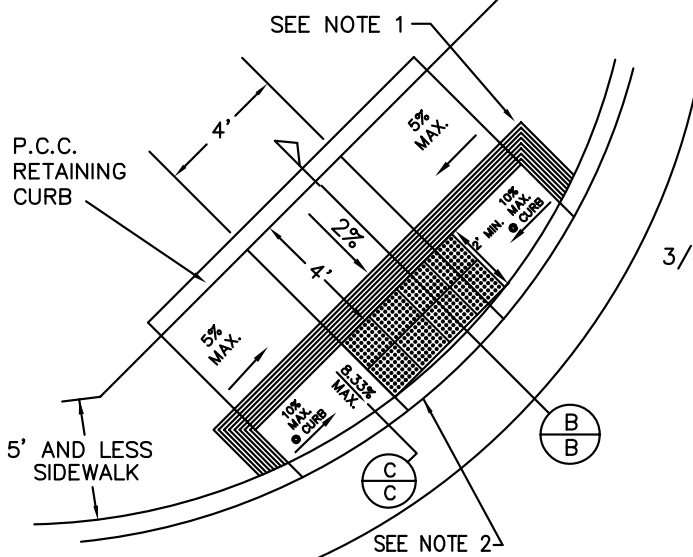 SEE NOTE 1
4'
P.C.C.
RETAINING
CURB
5%
MAX.
10%
MAX.
@ CURB
2' MIN.
2%
4'
3/
5%
MAX.
8.33%
MAX.
10%
MAX.
@ CURB
5' AND LESS
SIDEWALK
B
B
C
C
SEE NOTE 2